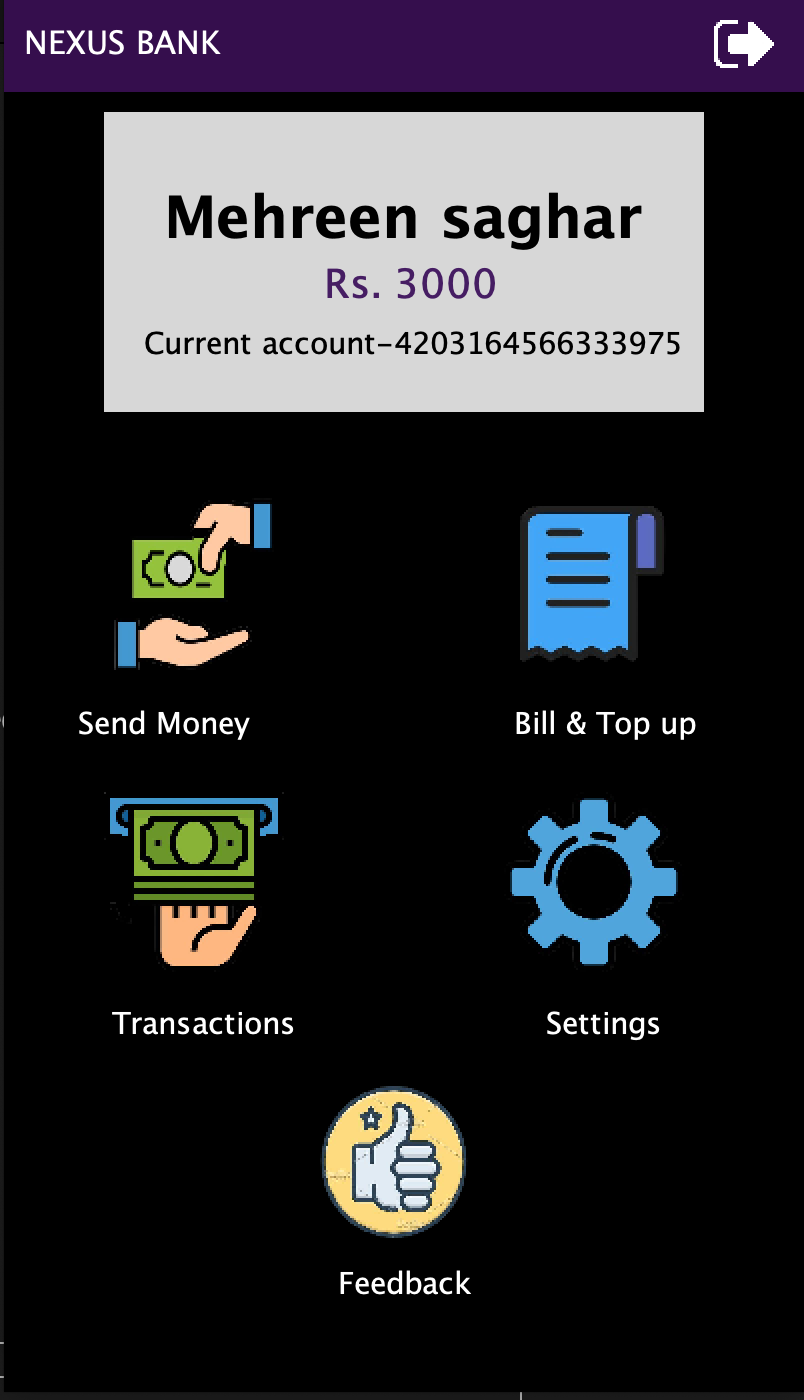 NEXUS BANK
Mehreen saghar
Rs. 3000
Current account-4203164566333975
Send Money
Bill & Top up
Transactions
Settings
Feedback